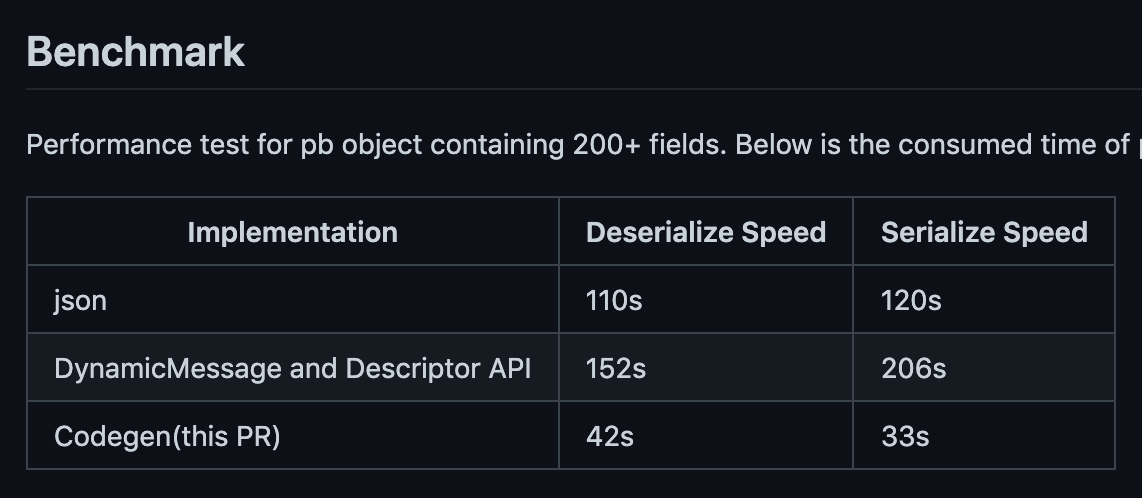 Benchmark
Performance test for pb object containing 200+ fields. Below is the consumed time of
Implementation Deserialize Speed Serialize Speed
json 110s 120s
DynamicMessage and Descriptor API 152s 206s
Codegen(this PR) 42s 33s